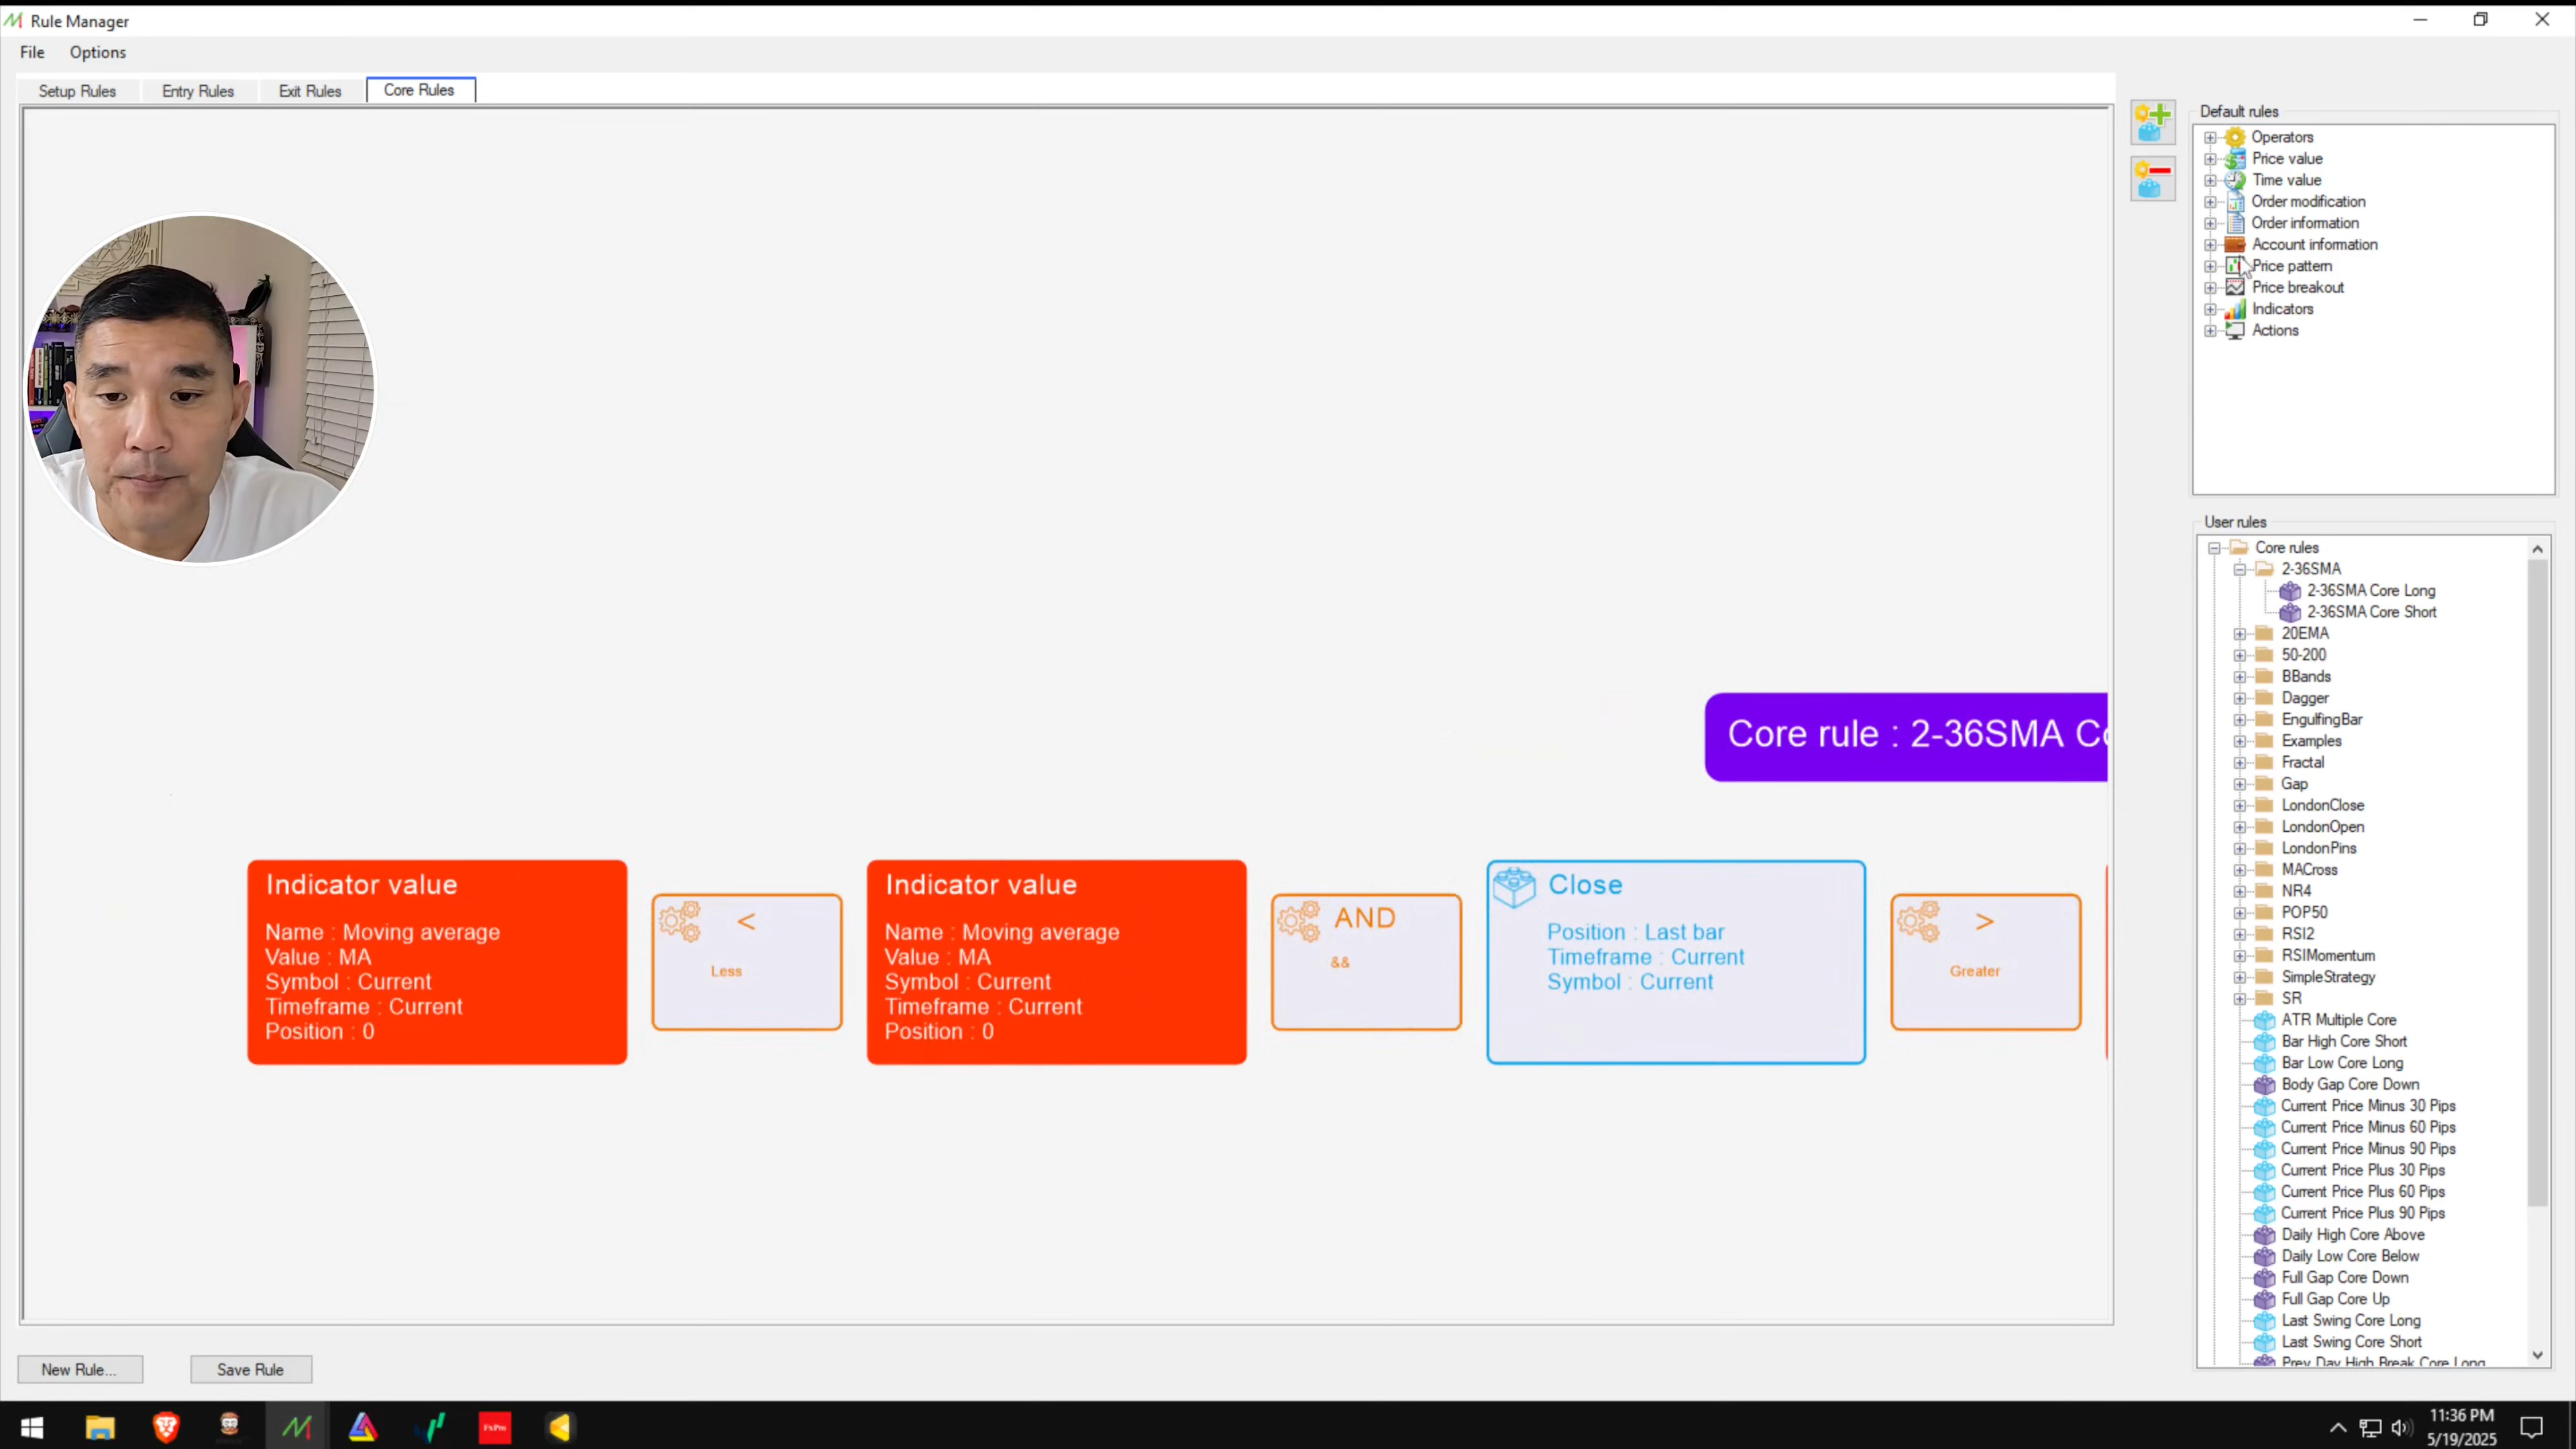 Rule Manager
File Options
Setup Rules Entry Rules Exit Rules Core Rules
Core rule : 2-36SMA
Indicator value
Name : Moving average
Value : MA
Symbol : Current
Timeframe : Current
Position : 0
<
Less
Indicator value
Name : Moving average
Value : MA
Symbol : Current
Timeframe : Current
Position : 0
AND
&&
Close
Position : Last bar
Timeframe : Current
Symbol : Current
>
Greater
New Rule... Save Rule
Default rules
Operators
Price value
Time value
Order modification
Order information
Account information
Price pattern
Price breakout
Indicators
Actions
User rules
Core rules
2-36SMA
2-36SMA Core Long
2-36SMA Core Short
20EMA
50-200
BBands
Dagger
EngulfingBar
Examples
Fractal
Gap
LondonClose
LondonOpen
LondonPins
MACross
NR4
POP50
RSI2
RSIMomentum
SimpleStrategy
SR
ATR Multiple Core
Bar High Core Short
Bar Low Core Long
Body Gap Core Down
Current Price Minus 30 Pips
Current Price Minus 60 Pips
Current Price Minus 90 Pips
Current Price Plus 30 Pips
Current Price Plus 60 Pips
Current Price Plus 90 Pips
Daily High Core Above
Daily Low Core Below
Full Gap Core Down
Full Gap Core Up
Last Swing Core Long
Last Swing Core Short
Prev Day High Break Core Long
FxPro
11:36 PM
5/19/2025